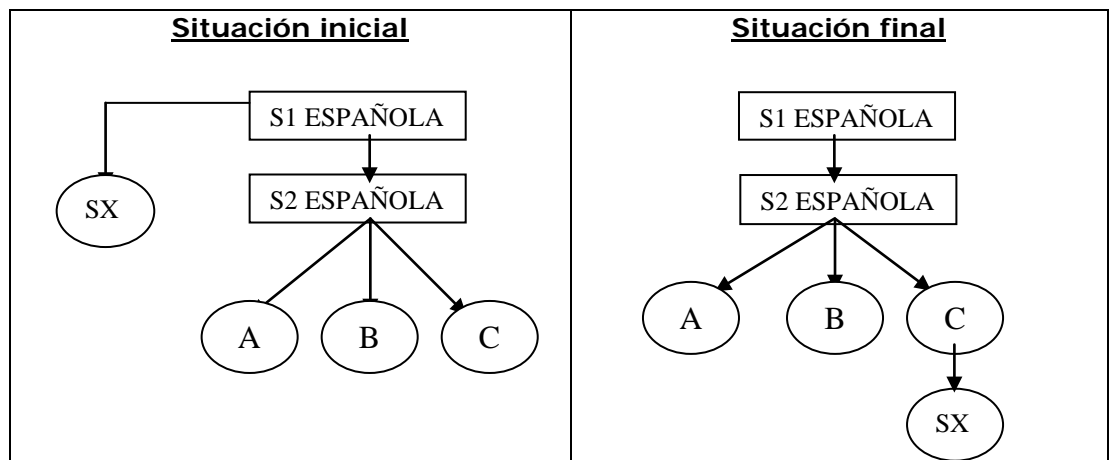 Situación inicial
S1 ESPAÑOLA
S2 ESPAÑOLA
SX
A
B
C
Situación final
S1 ESPAÑOLA
S2 ESPAÑOLA
A
B
C
SX